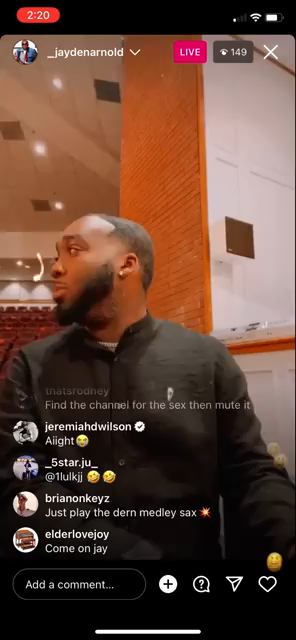 2:20
_jaydenarnold
LIVE
149
thatsrodney
Find the channel for the sex then mute it
jeremiahdwilson
Aiight😭
_5star.ju_
@1lulkjj 🤣🤣
brianonkeyz
Just play the dern medley sax💥
elderlovejoy
Come on jay
Add a comment…